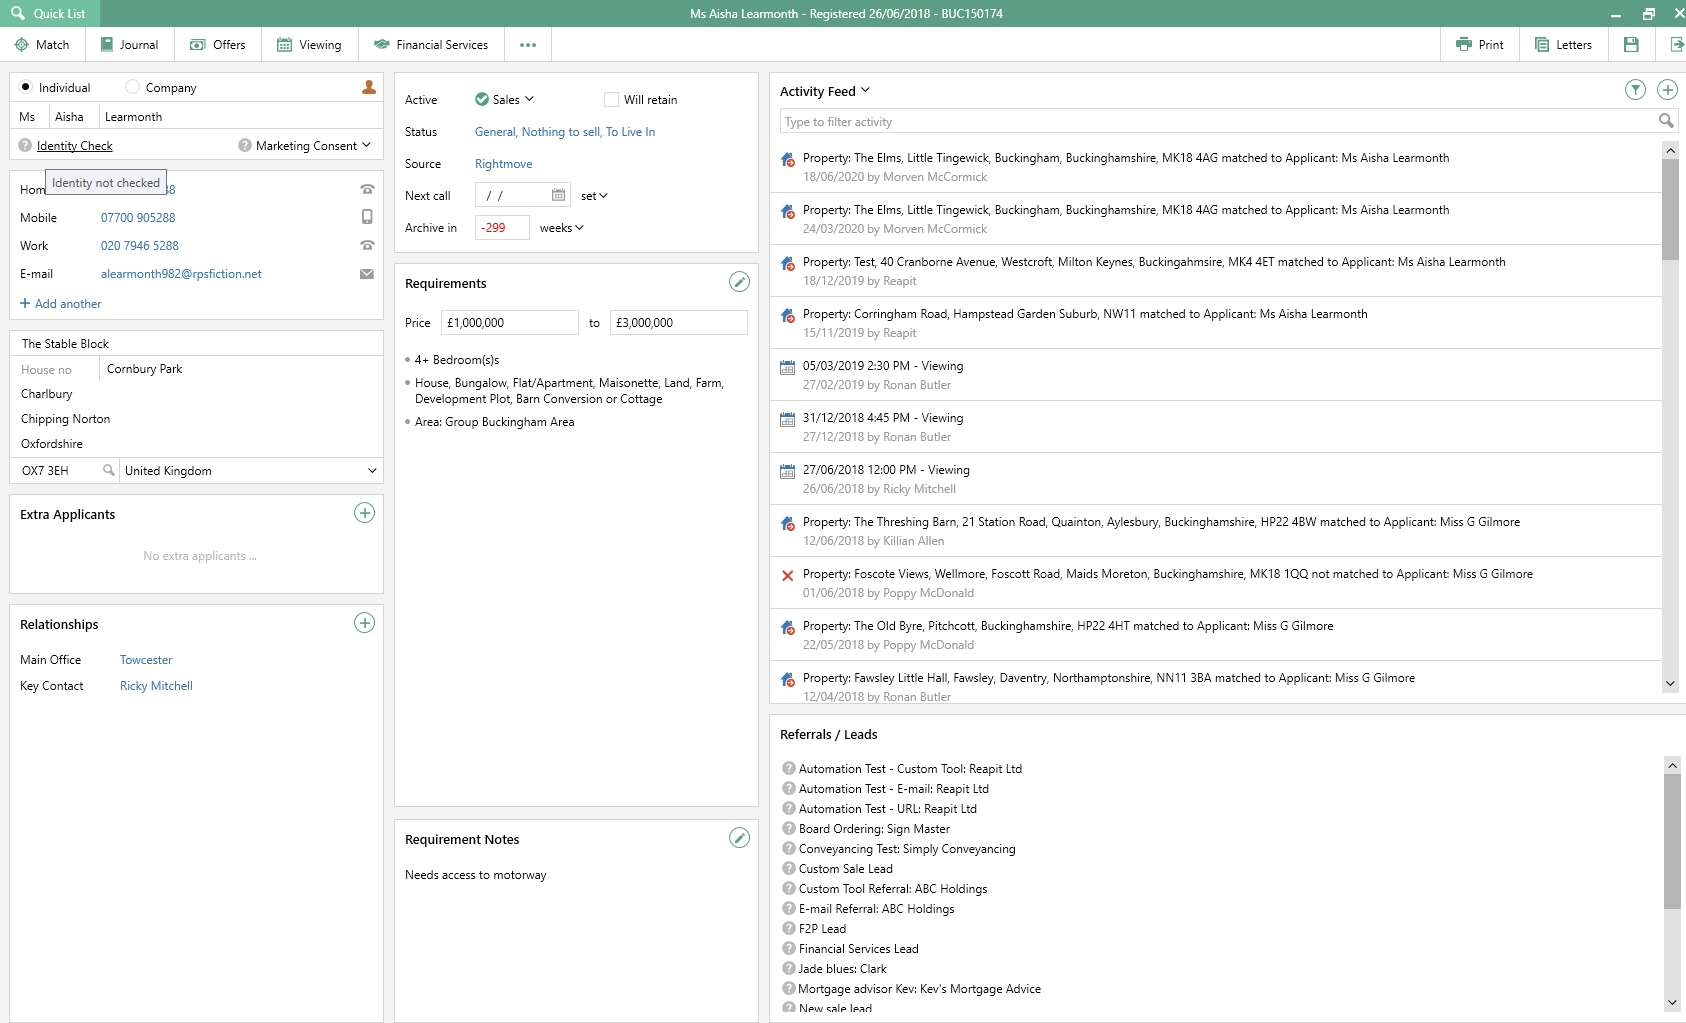 Quick List
Ms Aisha Learmonth - Registered 26/06/2018 - BUC150174
Match
Journal
Offers
Viewing
Financial Services
Print
Letters
Individual
Company
Ms
Aisha
Learmonth
Identity Check
Marketing Consent
Identity not checked
88
Mobile
07700 905288
Work
020 7946 5288
E-mail
alearmonth982@rpsfiction.net
Add another
The Stable Block
House no
Cornbury Park
Charlbury
Chipping Norton
Oxfordshire
OX7 3EH
United Kingdom
Extra Applicants
No extra applicants ...
Relationships
Main Office
Towcester
Key Contact
Ricky Mitchell
Active
Sales
Will retain
Status
General, Nothing to sell, To Live In
Source
Rightmove
Next call
/ /
set
Archive in
-299
weeks
Requirements
Price
£1,000,000
to
£3,000,000
4+ Bedroom(s)s
House, Bungalow, Flat/Apartment, Maisonette, Land, Farm,
Development Plot, Barn Conversion or Cottage
Area: Group Buckingham Area
Requirement Notes
Needs access to motorway
Activity Feed
Type to filter activity
Property: The Elms, Little Tingewick, Buckingham, Buckinghamshire, MK18 4AG matched to Applicant: Ms Aisha Learmonth
18/06/2020 by Morven McCormick
Property: The Elms, Little Tingewick, Buckingham, Buckinghamshire, MK18 4AG matched to Applicant: Ms Aisha Learmonth
24/03/2020 by Morven McCormick
Property: Test, 40 Cranborne Avenue, Westcroft, Milton Keynes, Buckingahmsire, MK4 4ET matched to Applicant: Ms Aisha Learmonth
18/12/2019 by Reapit
Property: Corringham Road, Hampstead Garden Suburb, NW11 matched to Applicant: Ms Aisha Learmonth
15/11/2019 by Reapit
05/03/2019 2:30 PM - Viewing
27/02/2019 by Ronan Butler
31/12/2018 4:45 PM - Viewing
27/12/2018 by Ronan Butler
27/06/2018 12:00 PM - Viewing
26/06/2018 by Ricky Mitchell
Property: The Threshing Barn, 21 Station Road, Quainton, Aylesbury, Buckinghamshire, HP22 4BW matched to Applicant: Miss G Gilmore
12/06/2018 by Killian Allen
Property: Foscote Views, Wellmore, Foscott Road, Maids Moreton, Buckinghamshire, MK18 1QQ not matched to Applicant: Miss G Gilmore
01/06/2018 by Poppy McDonald
Property: The Old Byre, Pitchcott, Buckinghamshire, HP22 4HT matched to Applicant: Miss G Gilmore
22/05/2018 by Poppy McDonald
Property: Fawsley Little Hall, Fawsley, Daventry, Northamptonshire, NN11 3BA matched to Applicant: Miss G Gilmore
12/04/2018 by Ronan Butler
Referrals / Leads
Automation Test - Custom Tool: Reapit Ltd
Automation Test - E-mail: Reapit Ltd
Automation Test - URL: Reapit Ltd
Board Ordering: Sign Master
Conveyancing Test: Simply Conveyancing
Custom Sale Lead
Custom Tool Referral: ABC Holdings
E-mail Referral: ABC Holdings
F2P Lead
Financial Services Lead
Jade blues: Clark
Mortgage advisor Kev: Kev's Mortgage Advice
New sale lead